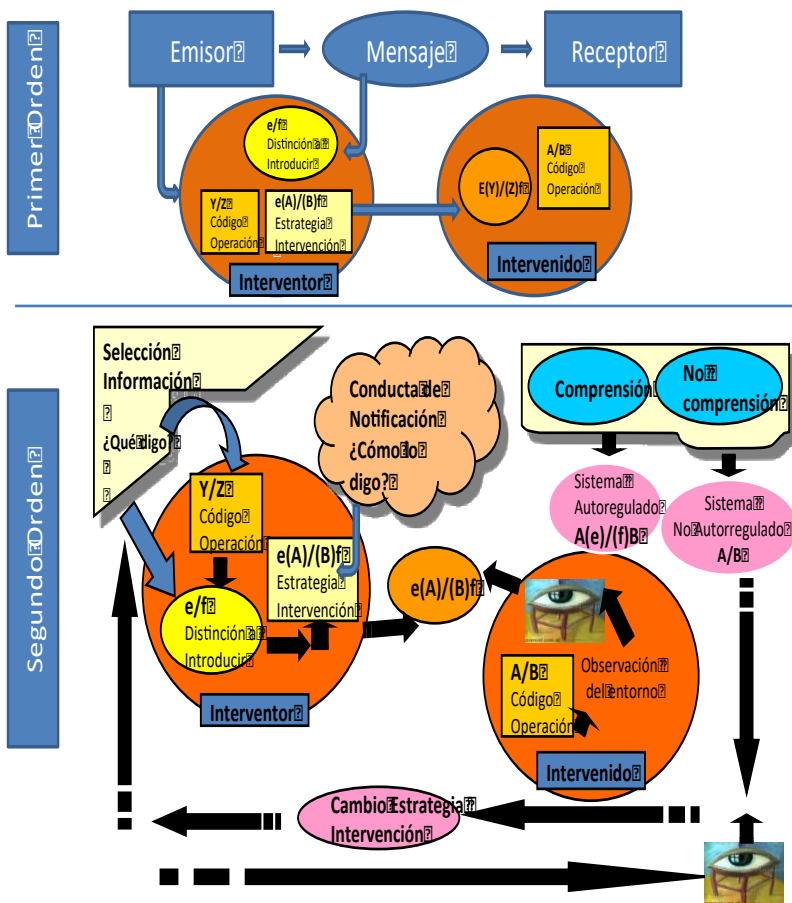 Primer Orden
Emisor
Mensaje
Receptor
e/f
Distinción a
Introducir
Y/Z
Código
Operación
e(A)/(B)f
Estrategia
Intervención
Interventor
E(Y)/(Z)f
A/B
Código
Operación
Intervenido
Segundo Orden
Selección
Información
¿Qué digo?
Conducta de
Notificación
¿Cómo lo
digo?
Comprensión
No
comprensión
Sistema
Autoregulado
A(e)/(f)B
Sistema
No Autorregulado
A/B
Y/Z
Código
Operación
e(A)/(B)f
Estrategia
Intervención
e/f
Distinción a
Introducir
Interventor
e(A)/(B)f
A/B
Código
Operación
Observación
del entorno
Intervenido
Cambio Estrategia
Intervención